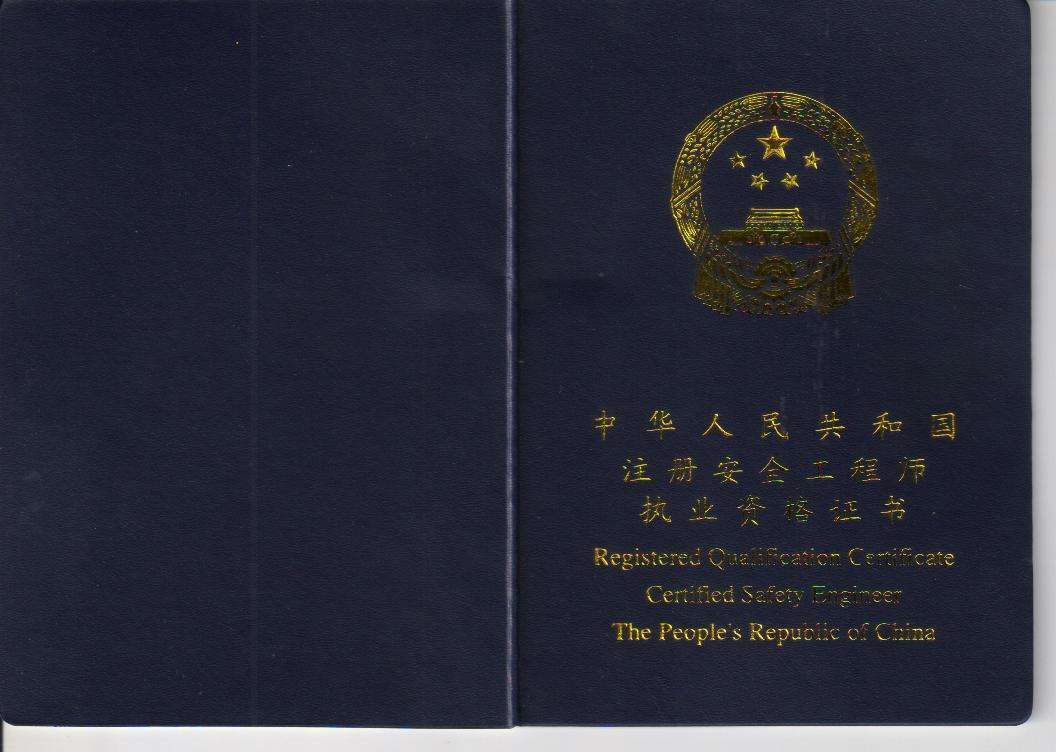 中华人民共和国
注册安全工程师
执业资格证书
Registered Qualification Certificate
Certified Safety Engineer
The People's Republic of China